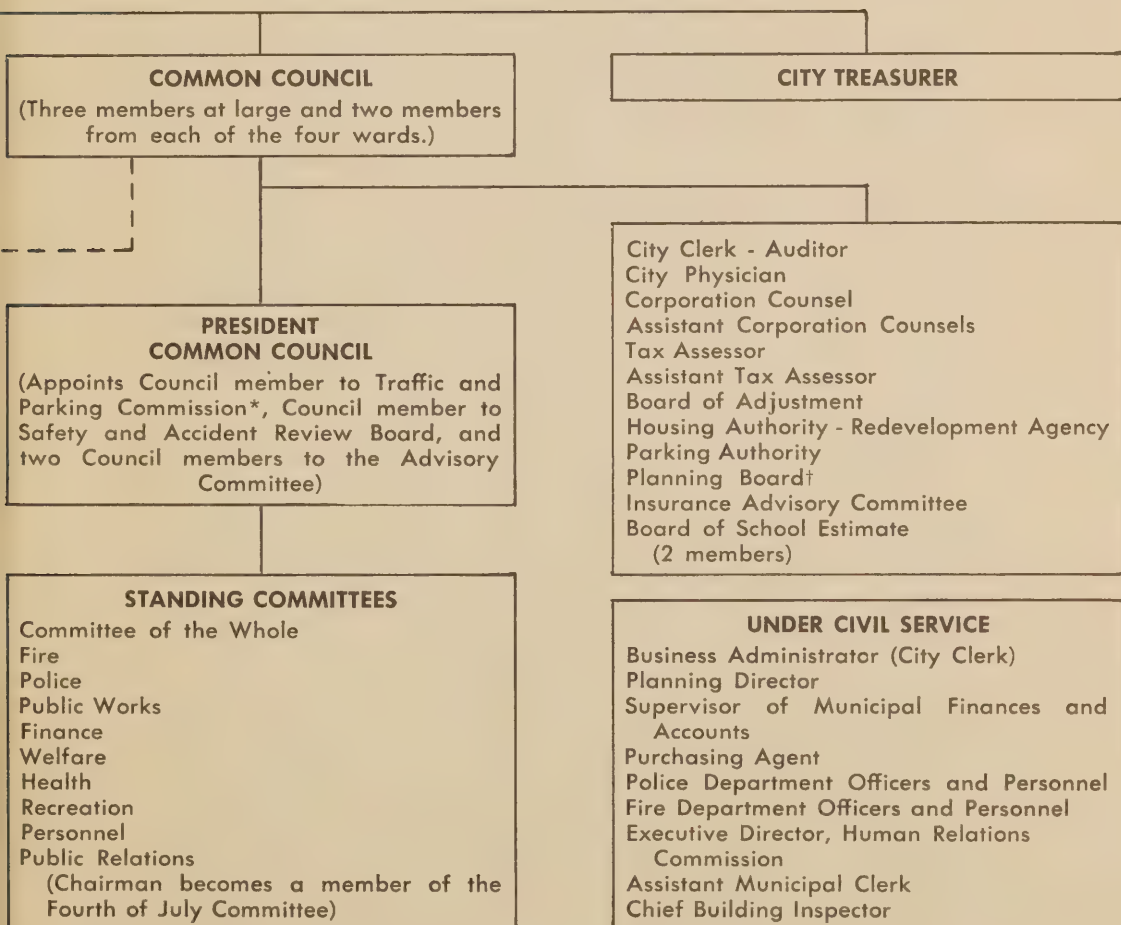 COMMON COUNCIL
(Three members at large and two members
from each of the four wards.)
CITY TREASURER
PRESIDENT
COMMON COUNCIL
(Appoints Council member to Traffic and
Parking Commission*, Council member to
Safety and Accident Review Board, and
two Council members to the Advisory
Committee)
City Clerk - Auditor
City Physician
Corporation Counsel
Assistant Corporation Counsels
Tax Assessor
Assistant Tax Assessor
Board of Adjustment
Housing Authority - Redevelopment Agency
Parking Authority
Planning Board†
Insurance Advisory Committee
Board of School Estimate
(2 members)
STANDING COMMITTEES
Committee of the Whole
Fire
Police
Public Works
Finance
Welfare
Health
Recreation
Personnel
Public Relations
(Chairman becomes a member of the
Fourth of July Committee)
UNDER CIVIL SERVICE
Business Administrator (City Clerk)
Planning Director
Supervisor of Municipal Finances and
Accounts
Purchasing Agent
Police Department Officers and Personnel
Fire Department Officers and Personnel
Executive Director, Human Relations
Commission
Assistant Municipal Clerk
Chief Building Inspector